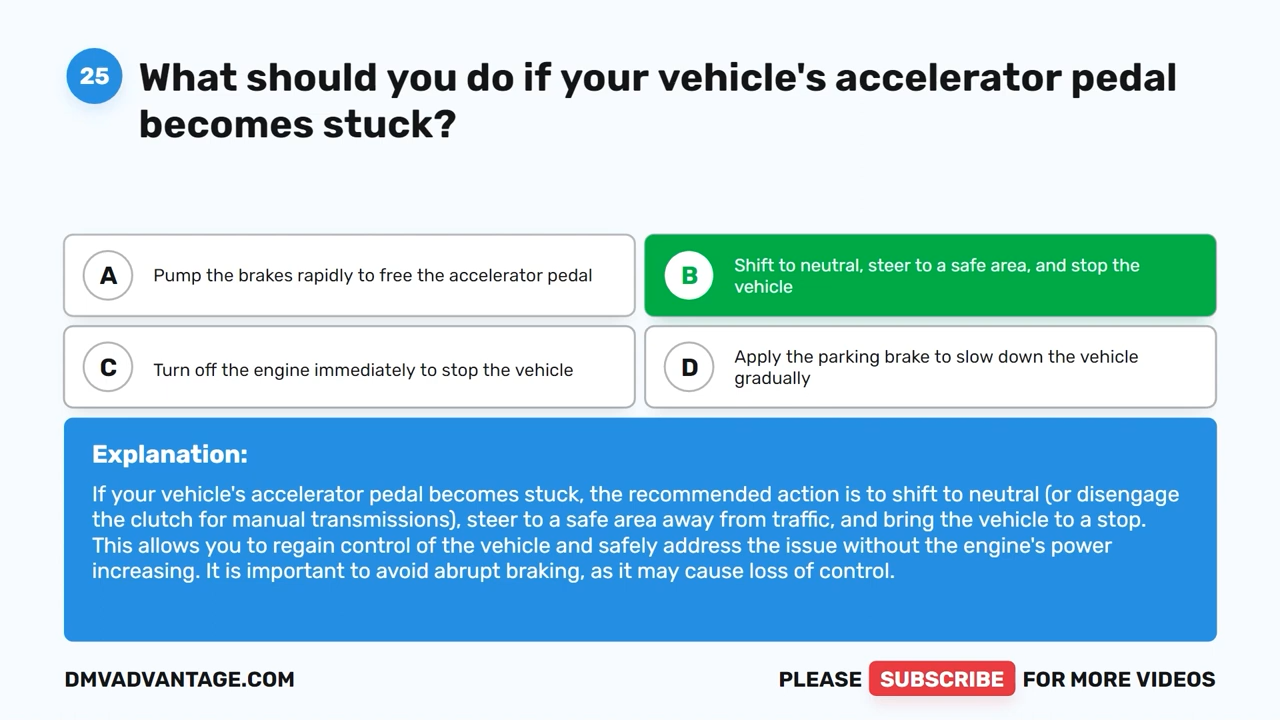 25
What should you do if your vehicle's accelerator pedal
becomes stuck?
A
Pump the brakes rapidly to free the accelerator pedal
B
Shift to neutral, steer to a safe area, and stop the
vehicle
C
Turn off the engine immediately to stop the vehicle
D
Apply the parking brake to slow down the vehicle
gradually
Explanation:
If your vehicle's accelerator pedal becomes stuck, the recommended action is to shift to neutral (or disengage
the clutch for manual transmissions), steer to a safe area away from traffic, and bring the vehicle to a stop.
This allows you to regain control of the vehicle and safely address the issue without the engine's power
increasing. It is important to avoid abrupt braking, as it may cause loss of control.
DMVADVANTAGE.COM
PLEASE SUBSCRIBE FOR MORE VIDEOS